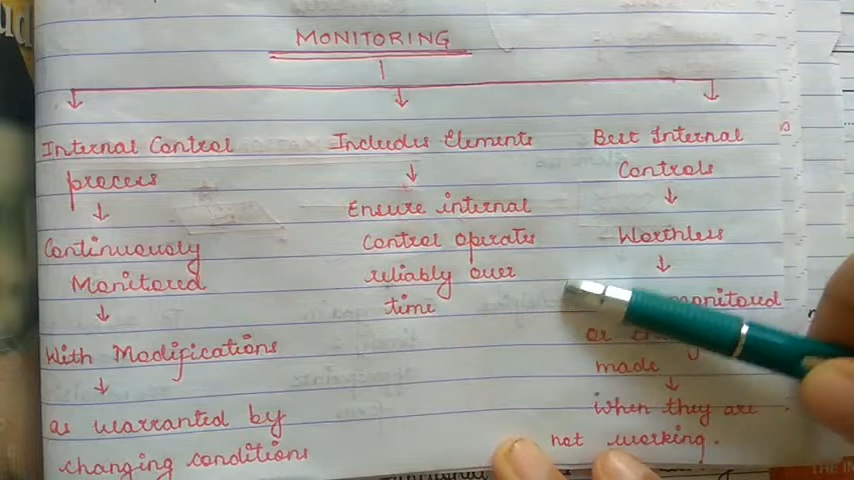 MONITORING
Internal Control
process
Continuously
Monitored
With Modifications
as warranted by
changing conditions
Includes Elements
Ensure internal
Control operates
reliably over
time
Best Internal
Controls
Worthless
monitored
or
made
when they are
not working.